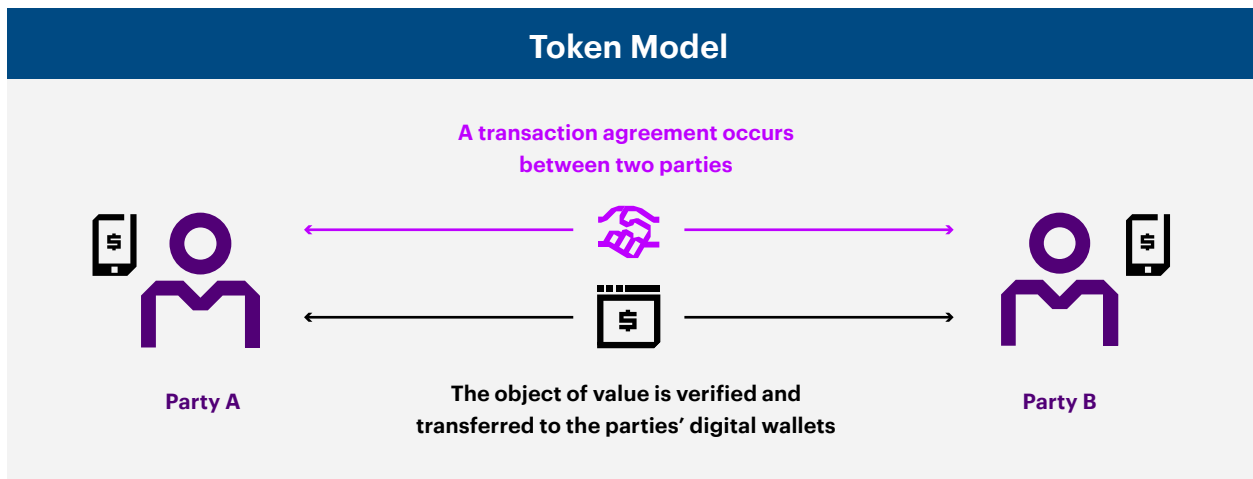 Token Model
A transaction agreement occurs
between two parties
$
$
$
Party A
The object of value is verified and
transferred to the parties’ digital wallets
Party B